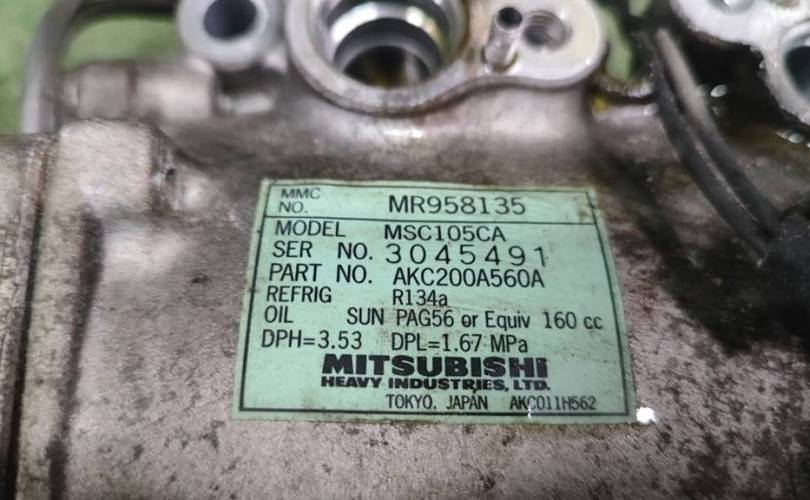 MMC NO. MR958135
MODEL MSC105CA
SER NO. 3045491
PART NO. AKC200A560A
REFRIG R134a
OIL SUN PAG56 or Equiv 160 cc
DPH=3.53 DPL=1.67 MPa
MITSUBISHI
HEAVY INDUSTRIES, LTD.
TOKYO. JAPAN AKC011H562